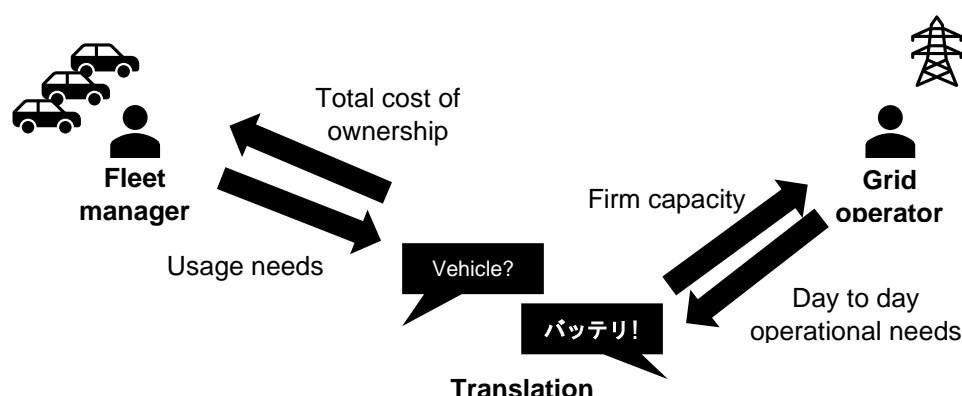 Total cost of
ownership
Fleet
manager
Usage needs
Vehicle?
バッテリ!
Translation
Firm capacity
Grid
operator
Day to day
operational needs